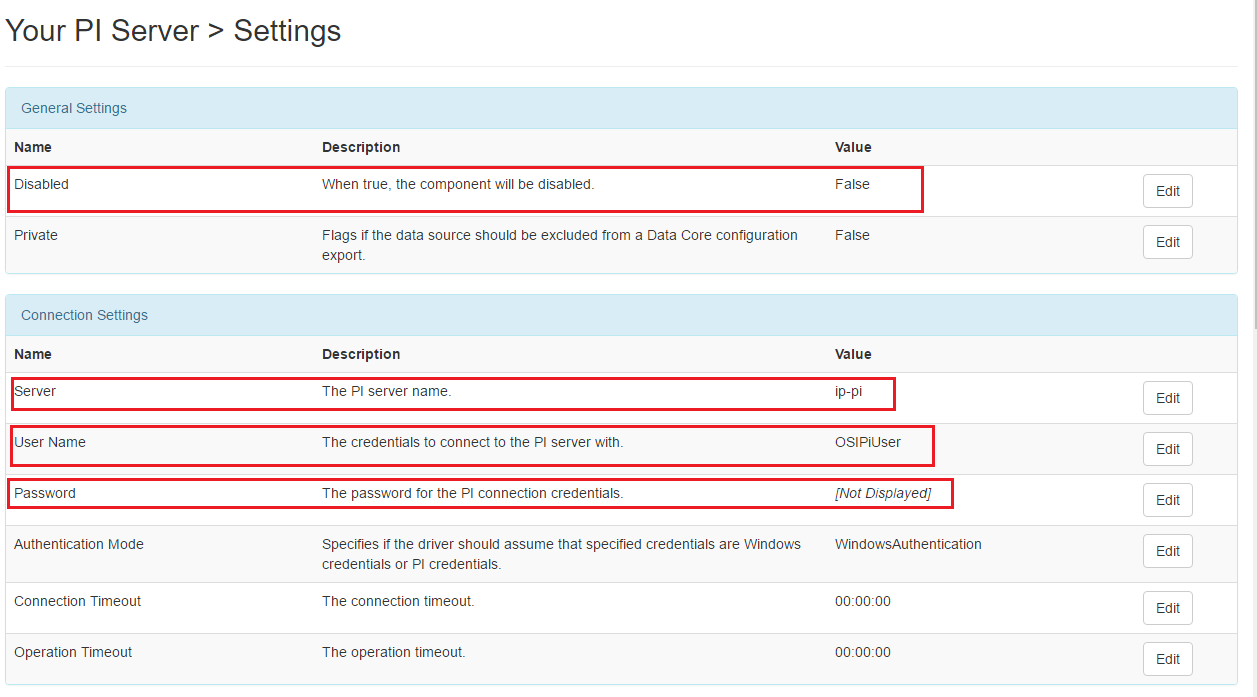 Your PI Server > Settings
General Settings
Name Description Value
Disabled When true, the component will be disabled. False Edit
Private Flags if the data source should be excluded from a Data Core configuration False Edit
export.
Connection Settings
Name Description Value
Server The PI server name. ip-pi Edit
User Name The credentials to connect to the PI server with. OSIPiUser Edit
Password The password for the PI connection credentials. [Not Displayed] Edit
Authentication Mode Specifies if the driver should assume that specified credentials are Windows WindowsAuthentication Edit
credentials or PI credentials.
Connection Timeout The connection timeout. 00:00:00 Edit
Operation Timeout The operation timeout. 00:00:00 Edit